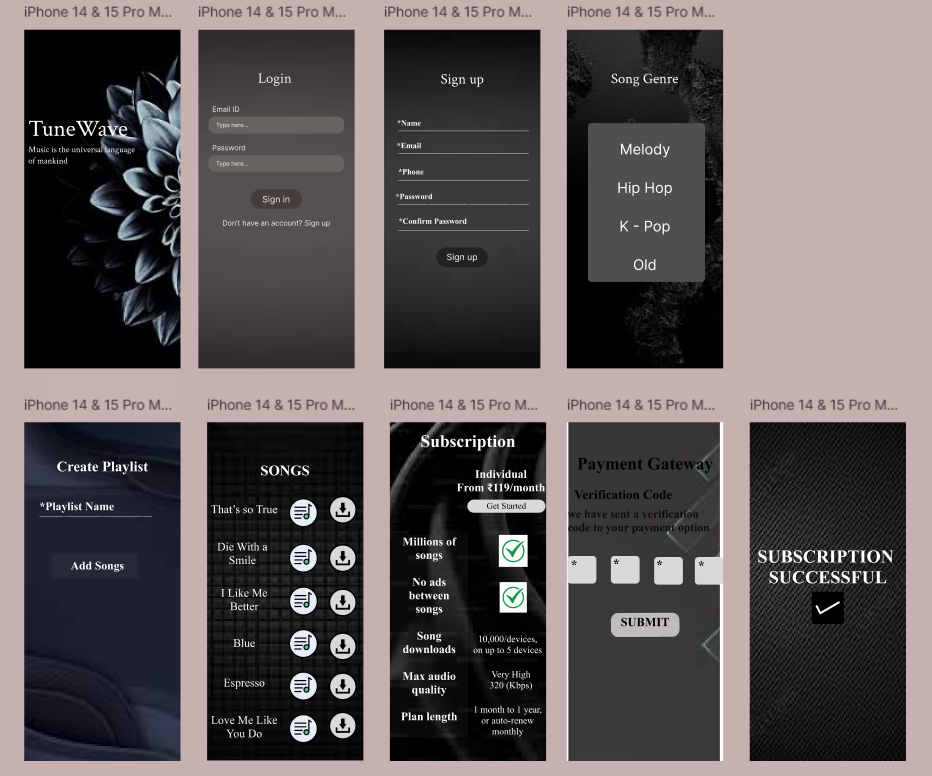 iPhone 14 & 15 Pro M...
TuneWave
Music is the universal language
of mankind
iPhone 14 & 15 Pro M...
Login
Email ID
Type here...
Password
Type here...
Sign in
Don't have an account? Sign up
iPhone 14 & 15 Pro M...
Sign up
*Name
*Email
*Phone
*Password
*Confirm Password
Sign up
iPhone 14 & 15 Pro M...
Song Genre
Melody
Hip Hop
K - Pop
Old
iPhone 14 & 15 Pro M...
Create Playlist
*Playlist Name
Add Songs
iPhone 14 & 15 Pro M...
SONGS
That's so True
Die With a
Smile
I Like Me
Better
Blue
Espresso
Love Me Like
You Do
iPhone 14 & 15 Pro M...
Subscription
Individual
From ₹119/month
Get Started
Millions of
songs
No ads
between
songs
Song
downloads
10,000/devices,
on up to 5 devices
Max audio
quality
Very High
320 (Kbps)
Plan length
1 month to 1 year,
or auto-renew
monthly
iPhone 14 & 15 Pro M...
Payment Gateway
Verification Code
we have sent a verification
code to your payment option
* * * *
SUBMIT
iPhone 14 & 15 Pro M...
SUBSCRIPTION
SUCCESSFUL